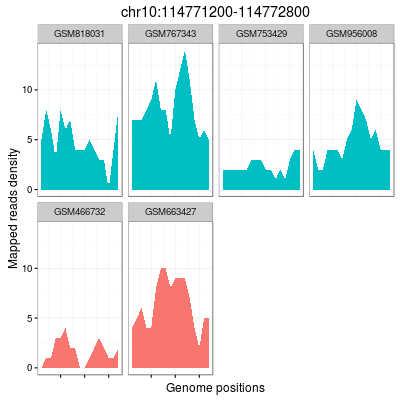 chr10:114771200-114772800
GSM818031 GSM767343 GSM753429 GSM956008
10
5
0
GSM466732 GSM663427
10
5
0
Mapped reads density
Genome positions